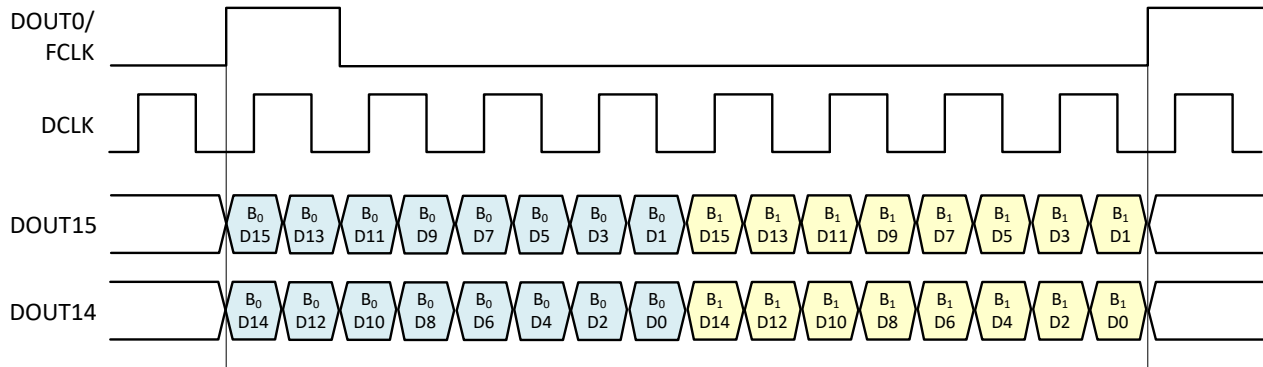 DOUT0/
FCLK
DCLK
DOUT15
B₀ B₀ B₀ B₀ B₀ B₀ B₀ B₀ B₁ B₁ B₁ B₁ B₁ B₁ B₁ B₁
D15 D13 D11 D9 D7 D5 D3 D1 D15 D13 D11 D9 D7 D5 D3 D1
DOUT14
B₀ B₀ B₀ B₀ B₀ B₀ B₀ B₀ B₁ B₁ B₁ B₁ B₁ B₁ B₁ B₁
D14 D12 D10 D8 D6 D4 D2 D0 D14 D12 D10 D8 D6 D4 D2 D0